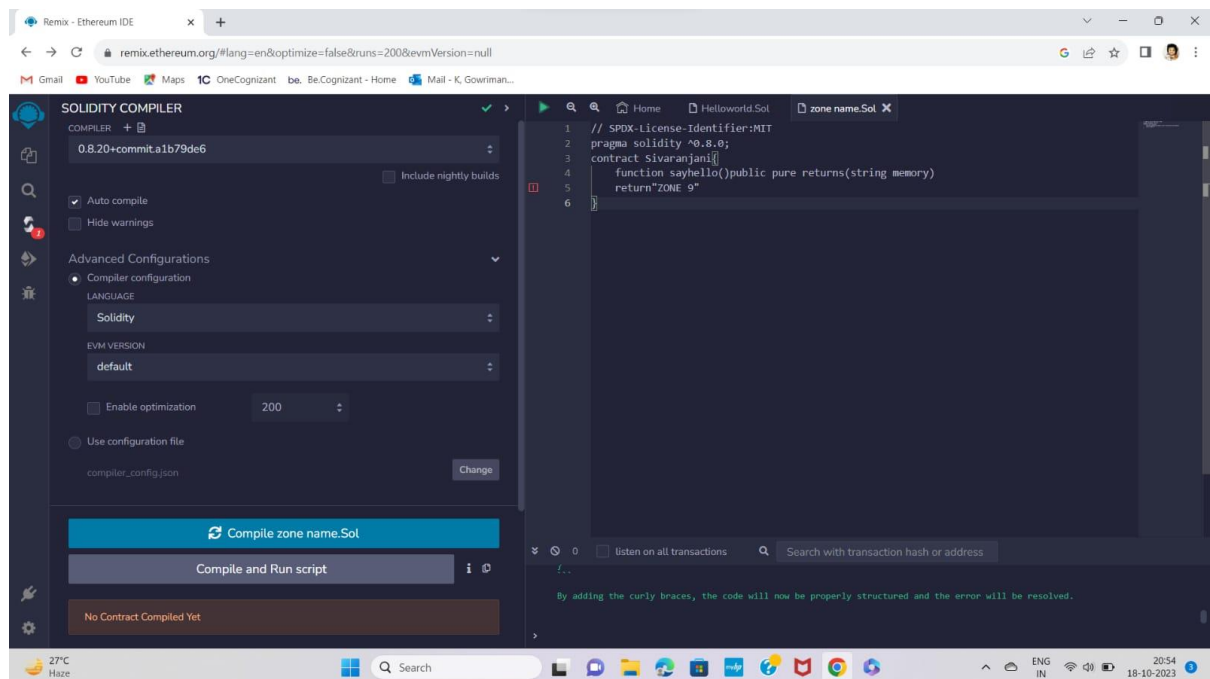 Remix - Ethereum IDE
remix.ethereum.org/#lang=en&optimize=false&runs=200&evmVersion=null
Gmail YouTube Maps 1C OneCognizant be. Be.Cognizant - Home Mail - K, Gowriman...
SOLIDITY COMPILER
COMPILER
0.8.20+commit.a1b79de6
Include nightly builds
Auto compile
Hide warnings
1
Advanced Configurations
Compiler configuration
LANGUAGE
Solidity
EVM VERSION
default
Enable optimization 200
Use configuration file
compiler_config.json Change
Compile zone name.Sol
Compile and Run script
No Contract Compiled Yet
Home Helloworld.Sol zone name.Sol
1 // SPDX-License-Identifier:MIT
2 pragma solidity ^0.8.0;
3 contract Sivaranjani{
4 function sayhello()public pure returns(string memory)
5 return"ZONE 9"
6 }
0 listen on all transactions Search with transaction hash or address
By adding the curly braces, the code will now be properly structured and the error will be resolved.
>
27°C
Haze
Search
ENG
IN
20:54
18-10-2023
3